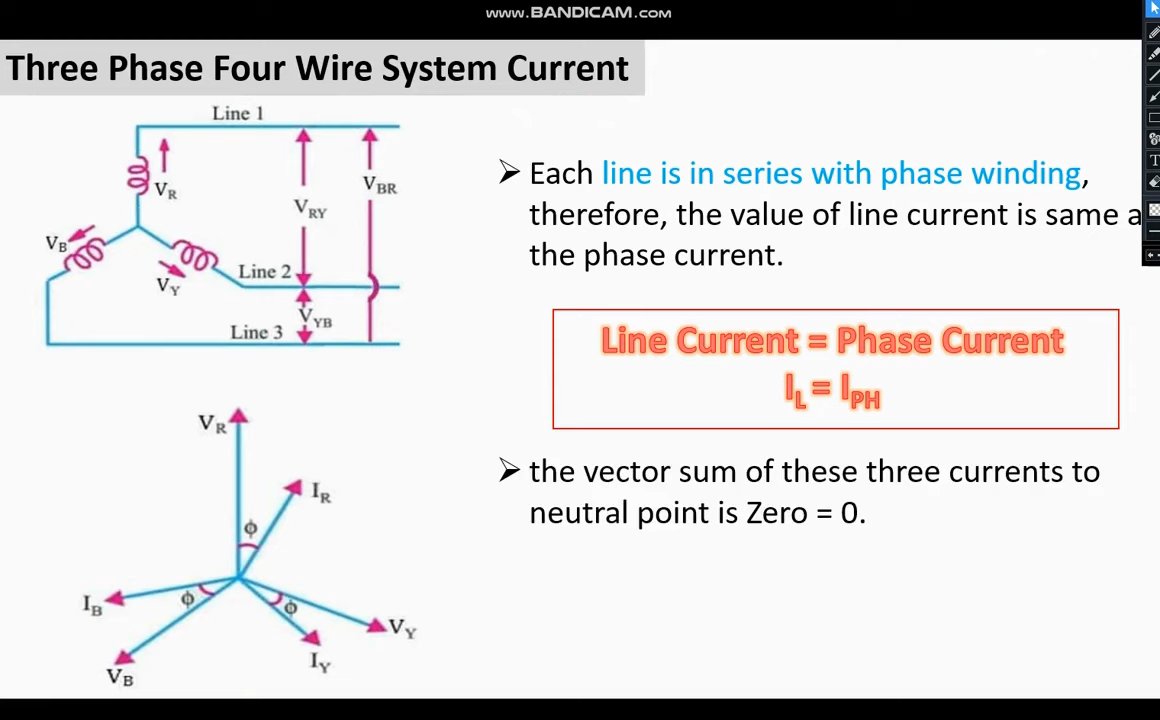 www.BANDICAM.com
Three Phase Four Wire System Current
Line 1
V_R
V_RY
V_BR
V_B
V_Y
Line 2
V_YB
Line 3
➢ Each line is in series with phase winding,
therefore, the value of line current is same a
the phase current.
Line Current = Phase Current
I_L = I_PH
➢ the vector sum of these three currents to
neutral point is Zero = 0.
V_R
I_R
ϕ
I_B
ϕ
ϕ
V_Y
I_Y
V_B